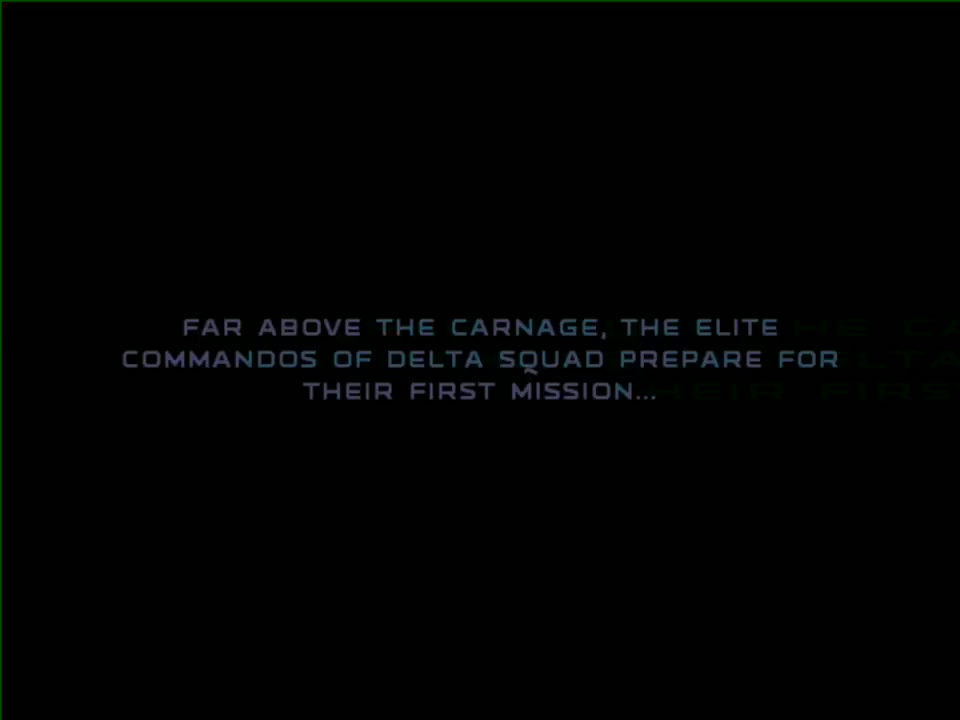 FAR ABOVE THE CARNAGE, THE ELITE
COMMANDOS OF DELTA SQUAD PREPARE FOR
THEIR FIRST MISSION...